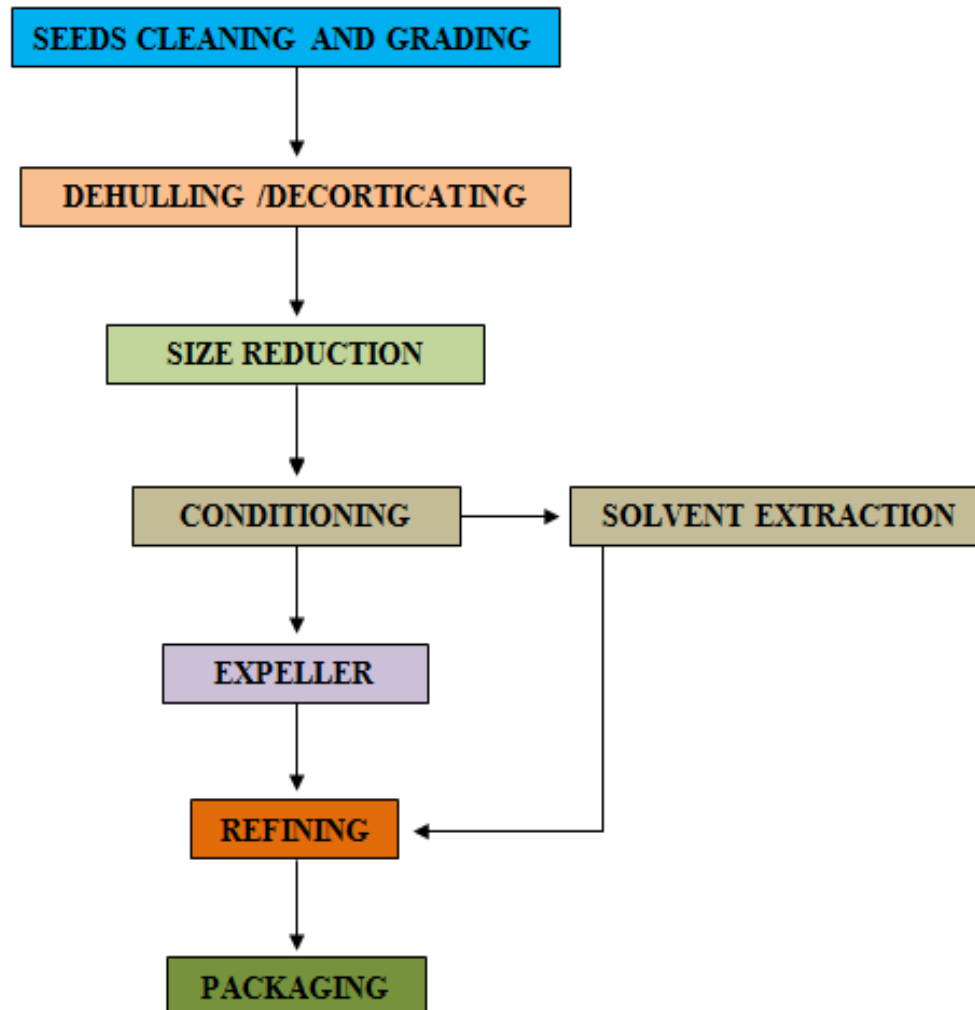 SEEDS CLEANING AND GRADING
DEHULLING /DECORTICATING
SIZE REDUCTION
CONDITIONING
SOLVENT EXTRACTION
EXPELLER
REFINING
PACKAGING